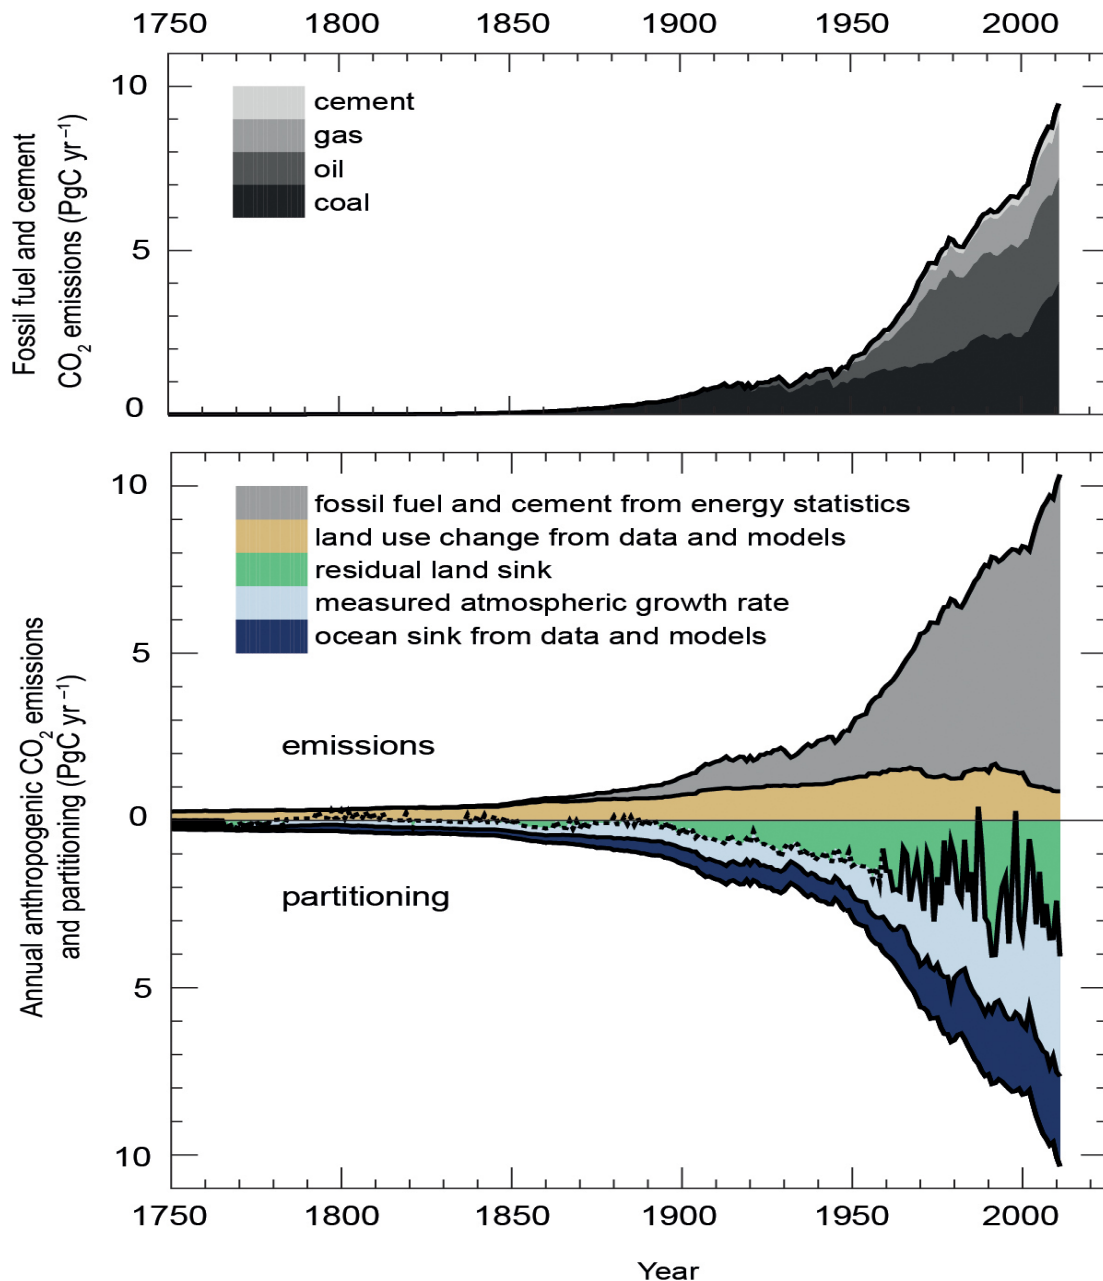 1750 1800 1850 1900 1950 2000
Fossil fuel and cement
CO2 emissions (PgC yr−1)
10
5
0
cement
gas
oil
coal
Annual anthropogenic CO2 emissions
and partitioning (PgC yr−1)
10
5
0
5
10
fossil fuel and cement from energy statistics
land use change from data and models
residual land sink
measured atmospheric growth rate
ocean sink from data and models
emissions
partitioning
1750 1800 1850 1900 1950 2000
Year